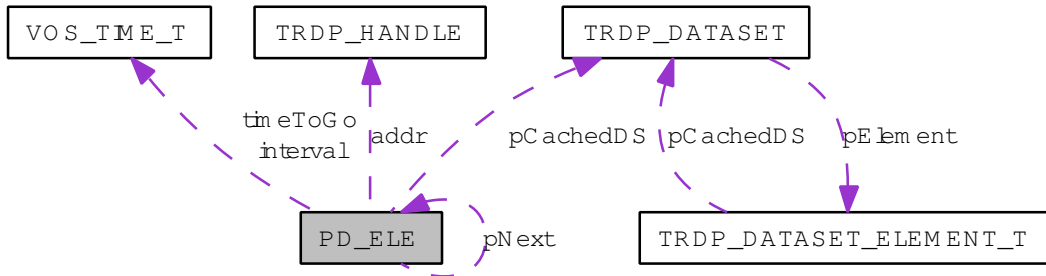 VOS_TIME_T
TRDP_HANDLE
TRDP_DATASET
timeToGo
interval
addr
pCachedDS
pCachedDS
pElement
PD_ELE
pNext
TRDP_DATASET_ELEMENT_T